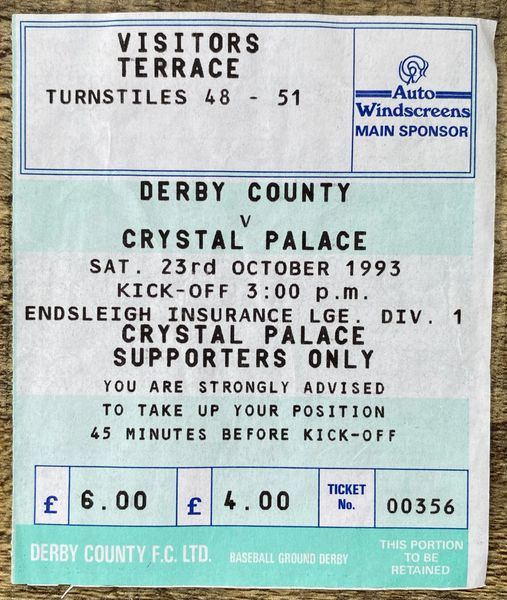 VISITORS
TERRACE
TURNSTILES 48 - 51
Auto
Windscreens
MAIN SPONSOR
DERBY COUNTY
V
CRYSTAL PALACE
SAT. 23rd OCTOBER 1993
KICK-OFF 3:00 p.m.
ENDSLEIGH INSURANCE LGE. DIV. 1
CRYSTAL PALACE
SUPPORTERS ONLY
YOU ARE STRONGLY ADVISED
TO TAKE UP YOUR POSITION
45 MINUTES BEFORE KICK-OFF
£ 6.00 £ 4.00 TICKET No. 00356
DERBY COUNTY F.C. LTD. BASEBALL GROUND DERBY
THIS PORTION
TO BE
RETAINED